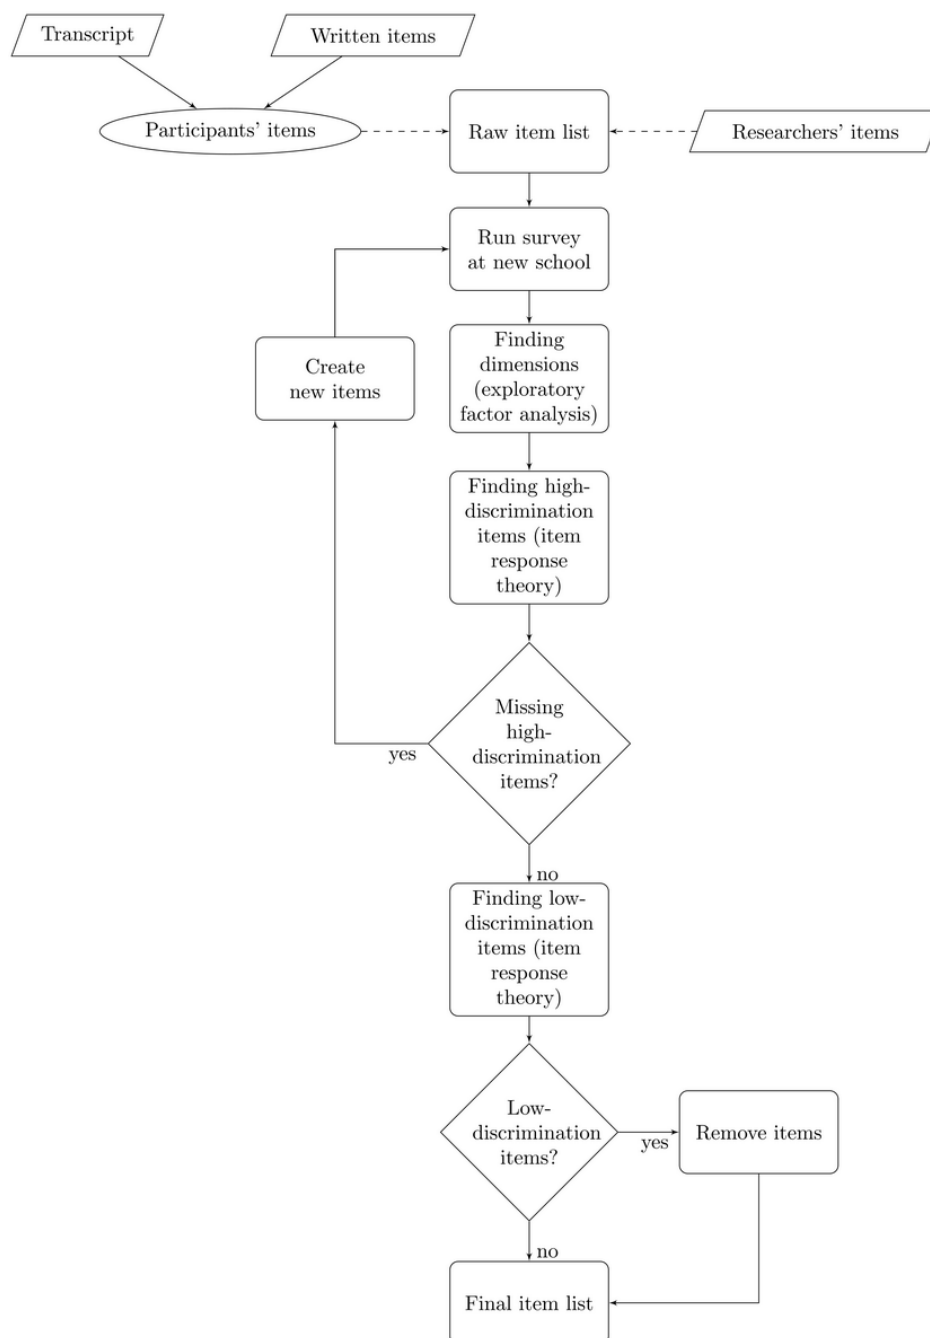 Transcript
Written items
Participants' items
Raw item list
Researchers' items
Run survey
at new school
Create
new items
Finding
dimensions
(exploratory
factor analysis)
Finding high-
discrimination
items (item
response
theory)
Missing
high-
discrimination
items?
yes
no
Finding low-
discrimination
items (item
response
theory)
Low-
discrimination
items?
yes
Remove items
no
Final item list